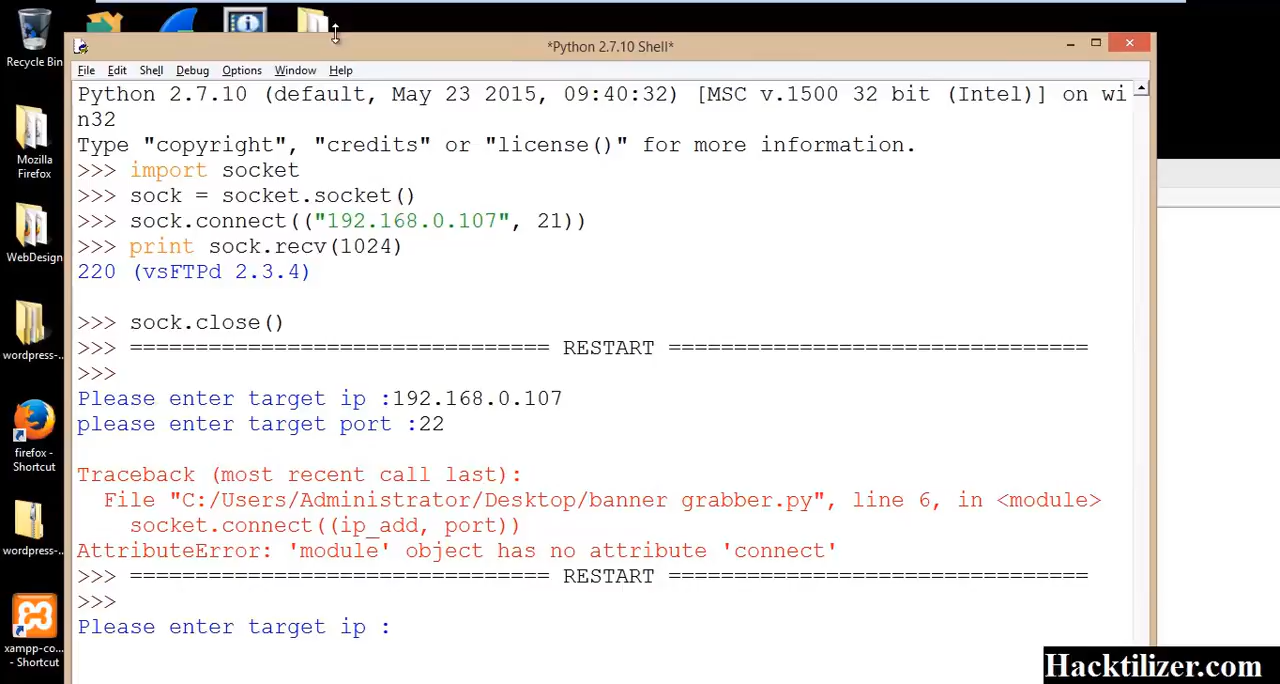 *Python 2.7.10 Shell*
File Edit Shell Debug Options Window Help
Python 2.7.10 (default, May 23 2015, 09:40:32) [MSC v.1500 32 bit (Intel)] on wi
n32
Type "copyright", "credits" or "license()" for more information.
>>> import socket
>>> sock = socket.socket()
>>> sock.connect(("192.168.0.107", 21))
>>> print sock.recv(1024)
220 (vsFTPd 2.3.4)
>>> sock.close()
>>> ================================ RESTART ================================
>>>
Please enter target ip :192.168.0.107
please enter target port :22
Traceback (most recent call last):
  File "C:/Users/Administrator/Desktop/banner grabber.py", line 6, in <module>
    socket.connect((ip_add, port))
AttributeError: 'module' object has no attribute 'connect'
>>> ================================ RESTART ================================
>>>
Please enter target ip :
Recycle Bin
Mozilla
Firefox
WebDesign
wordpress-..
firefox -
Shortcut
wordpress-...
xampp-co...
- Shortcut
Hacktilizer.com